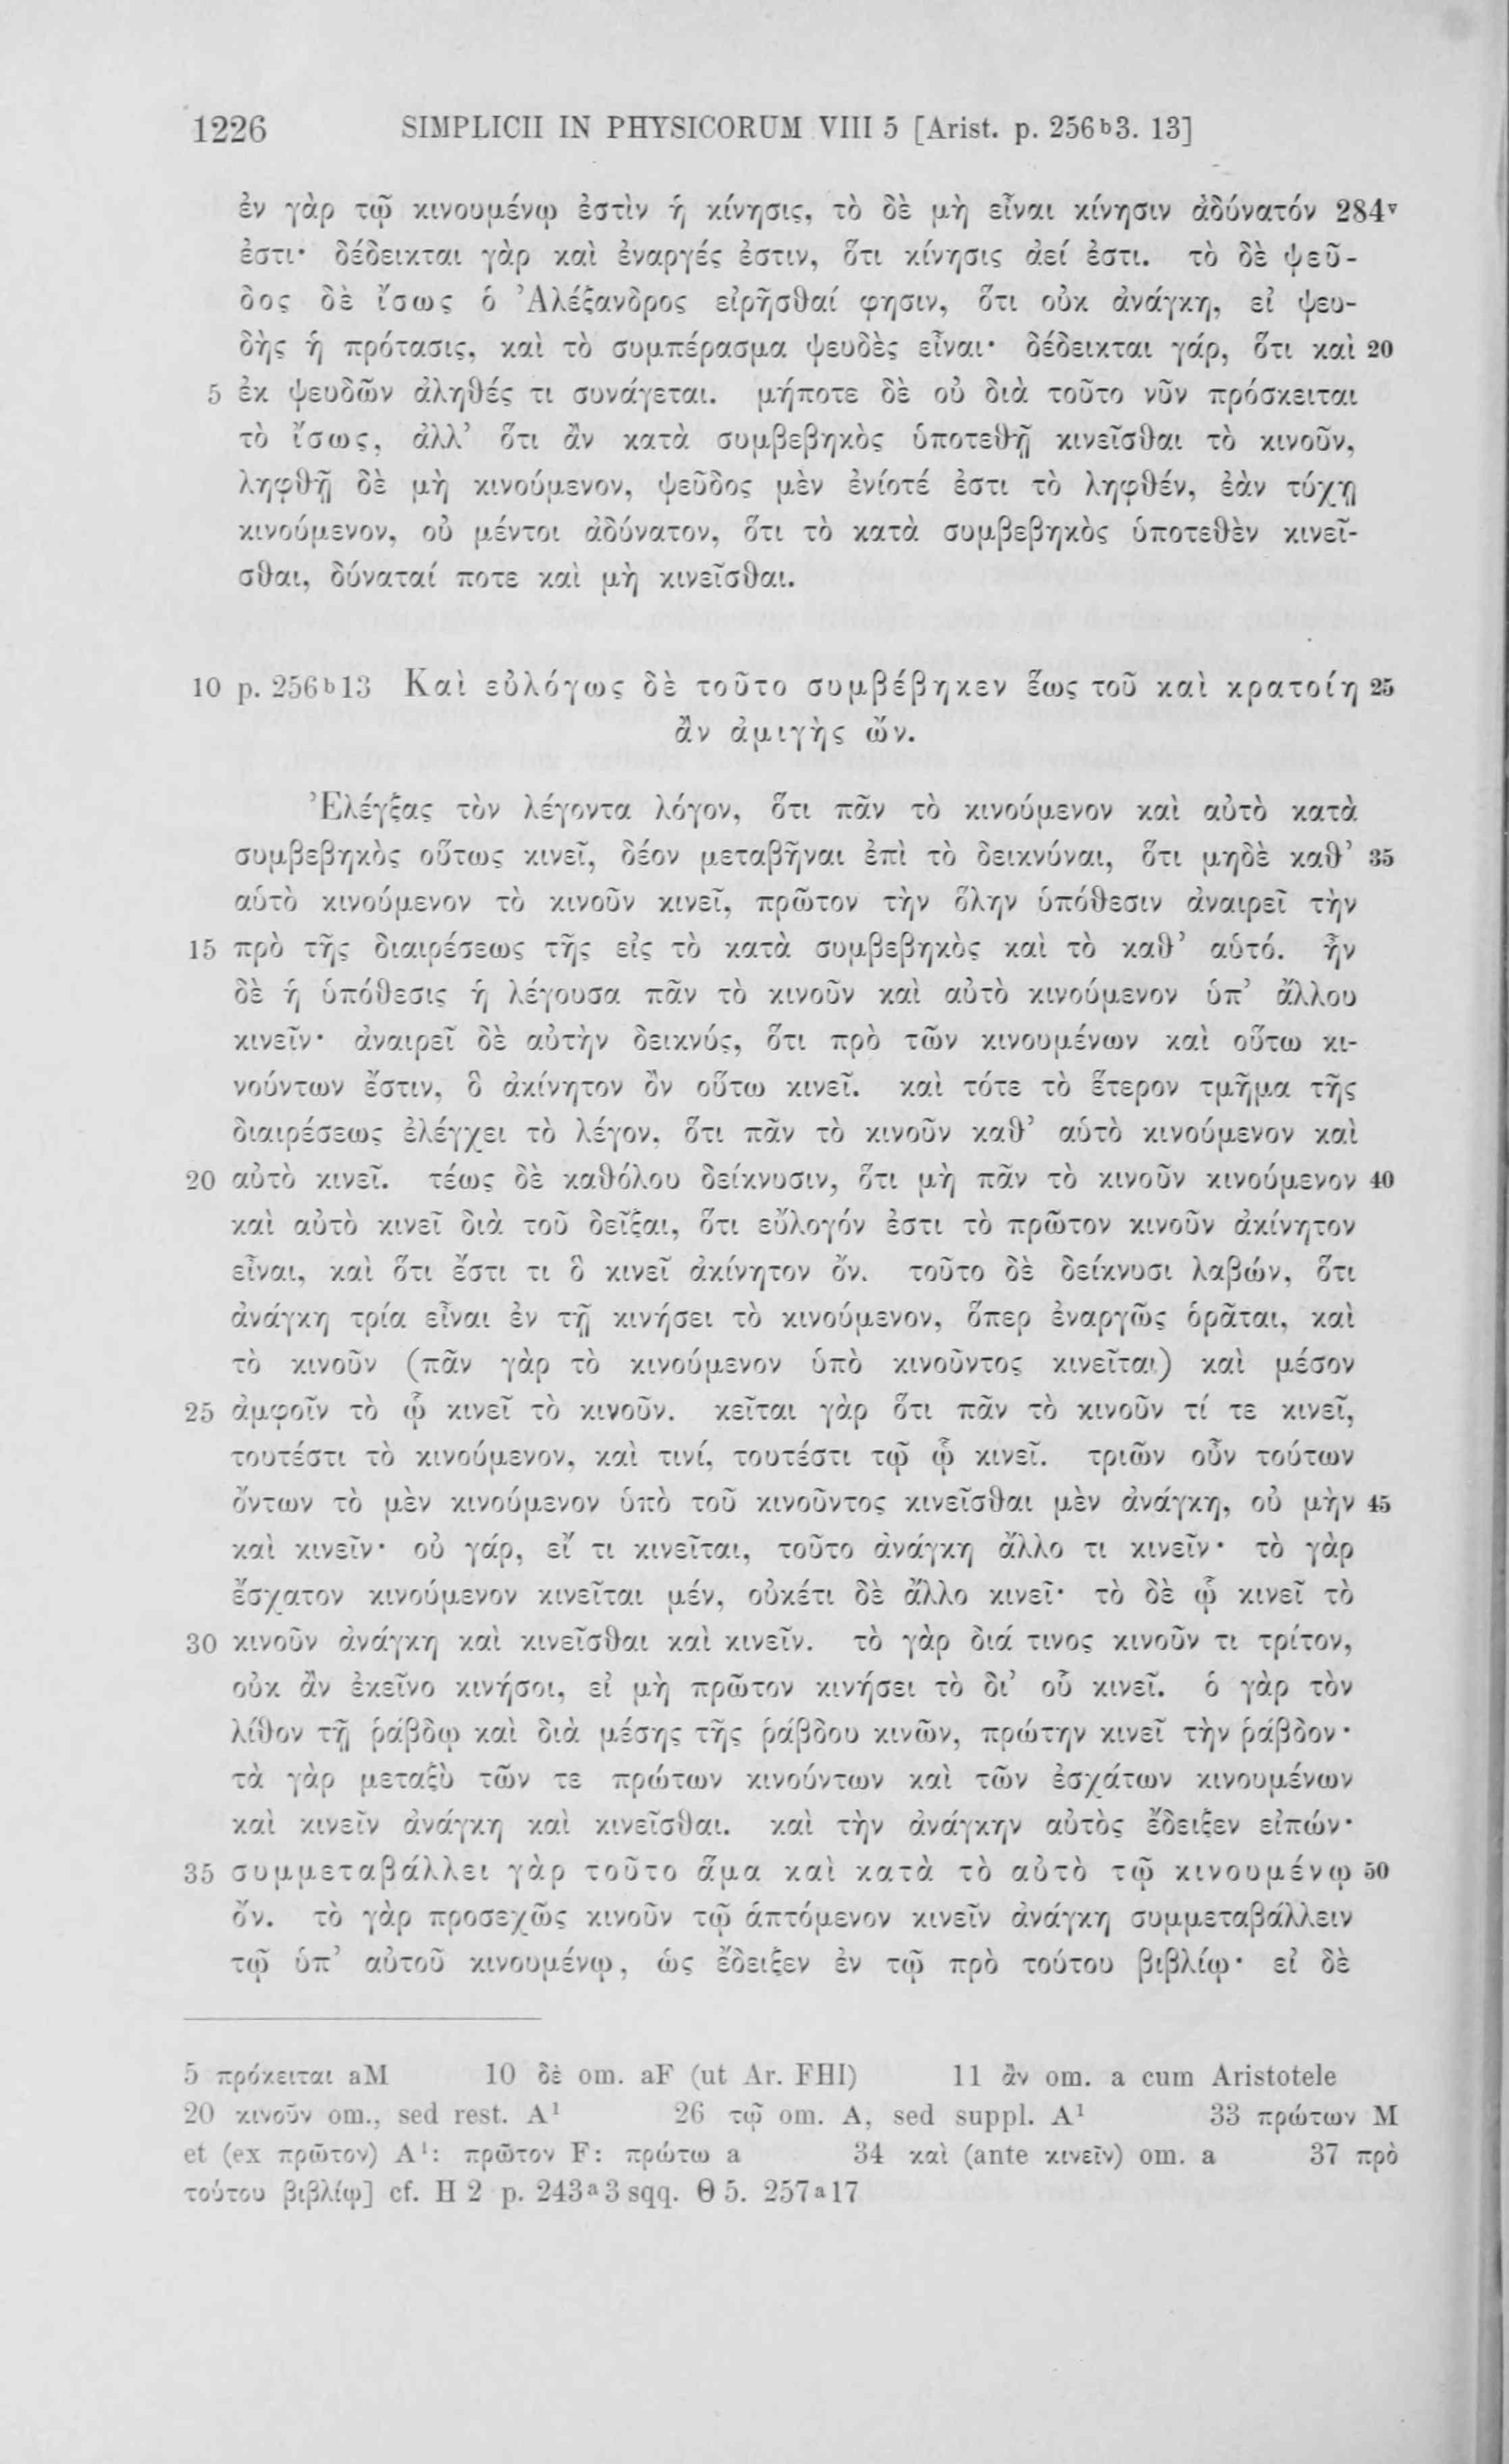 1226 SIMPLICII IN PHYSICORUM VIII 5 [Arist. p. 256ᵇ3. 13]
ἐν γὰρ τῷ κινουμένῳ ἐστὶν ἡ κίνησις, τὸ δὲ μὴ εἶναι κίνησιν ἀδύνατόν 284ᵛ
ἐστι· δέδεικται γὰρ καὶ ἐναργές ἐστιν, ὅτι κίνησις ἀεί ἐστι. τὸ δὲ ψεῦ-
δος δὲ ἴσως ὁ Ἀλέξανδρος εἰρῆσθαί φησιν, ὅτι οὐκ ἀνάγκη, εἰ ψευ-
δὴς ἡ πρότασις, καὶ τὸ συμπέρασμα ψευδὲς εἶναι· δέδεικται γάρ, ὅτι καὶ 20
5 ἐκ ψευδῶν ἀληθές τι συνάγεται. μήποτε δὲ οὐ διὰ τοῦτο νῦν πρόσκειται
τὸ ἴσως, ἀλλ’ ὅτι ἂν κατὰ συμβεβηκὸς ὑποτεθῇ κινεῖσθαι τὸ κινοῦν,
ληφθῇ δὲ μὴ κινούμενον, ψεῦδος μὲν ἐνίοτέ ἐστι τὸ ληφθέν, ἐὰν τύχῃ
κινούμενον, οὐ μέντοι ἀδύνατον, ὅτι τὸ κατὰ συμβεβηκὸς ὑποτεθὲν κινεῖ-
σθαι, δύναταί ποτε καὶ μὴ κινεῖσθαι.
10 p. 256ᵇ13 Καὶ εὐλόγως δὲ τοῦτο συμβέβηκεν ἕως τοῦ καὶ κρατοίη 25
ἂν ἀμιγὴς ὤν.
Ἐλέγξας τὸν λέγοντα λόγον, ὅτι πᾶν τὸ κινούμενον καὶ αὐτὸ κατὰ
συμβεβηκὸς οὕτως κινεῖ, δέον μεταβῆναι ἐπὶ τὸ δεικνύναι, ὅτι μηδὲ καθ’ 35
αὑτὸ κινούμενον τὸ κινοῦν κινεῖ, πρῶτον τὴν ὅλην ὑπόθεσιν ἀναιρεῖ τὴν
15 πρὸ τῆς διαιρέσεως τῆς εἰς τὸ κατὰ συμβεβηκὸς καὶ τὸ καθ’ αὑτό. ἦν
δὲ ἡ ὑπόθεσις ἡ λέγουσα πᾶν τὸ κινοῦν καὶ αὐτὸ κινούμενον ὑπ’ ἄλλου
κινεῖν· ἀναιρεῖ δὲ αὐτὴν δεικνύς, ὅτι πρὸ τῶν κινουμένων καὶ οὕτω κι-
νούντων ἔστιν, ὃ ἀκίνητον ὂν οὕτω κινεῖ. καὶ τότε τὸ ἕτερον τμῆμα τῆς
διαιρέσεως ἐλέγχει τὸ λέγον, ὅτι πᾶν τὸ κινοῦν καθ’ αὑτὸ κινούμενον καὶ
20 αὐτὸ κινεῖ. τέως δὲ καθόλου δείκνυσιν, ὅτι μὴ πᾶν τὸ κινοῦν κινούμενον 40
καὶ αὐτὸ κινεῖ διὰ τοῦ δεῖξαι, ὅτι εὔλογόν ἐστι τὸ πρῶτον κινοῦν ἀκίνητον
εἶναι, καὶ ὅτι ἔστι τι ὃ κινεῖ ἀκίνητον ὄν. τοῦτο δὲ δείκνυσι λαβών, ὅτι
ἀνάγκη τρία εἶναι ἐν τῇ κινήσει τὸ κινούμενον, ὅπερ ἐναργῶς ὁρᾶται, καὶ
τὸ κινοῦν (πᾶν γὰρ τὸ κινούμενον ὑπὸ κινοῦντος κινεῖται) καὶ μέσον
25 ἀμφοῖν τὸ ᾧ κινεῖ τὸ κινοῦν. κεῖται γὰρ ὅτι πᾶν τὸ κινοῦν τί τε κινεῖ,
τουτέστι τὸ κινούμενον, καὶ τινί, τουτέστι τῷ ᾧ κινεῖ. τριῶν οὖν τούτων
ὄντων τὸ μὲν κινούμενον ὑπὸ τοῦ κινοῦντος κινεῖσθαι μὲν ἀνάγκη, οὐ μὴν 45
καὶ κινεῖν· οὐ γάρ, εἴ τι κινεῖται, τοῦτο ἀνάγκη ἄλλο τι κινεῖν· τὸ γὰρ
ἔσχατον κινούμενον κινεῖται μέν, οὐκέτι δὲ ἄλλο κινεῖ· τὸ δὲ ᾧ κινεῖ τὸ
30 κινοῦν ἀνάγκη καὶ κινεῖσθαι καὶ κινεῖν. τὸ γὰρ διά τινος κινοῦν τι τρίτον,
οὐκ ἂν ἐκεῖνο κινήσοι, εἰ μὴ πρῶτον κινήσει τὸ δι’ οὗ κινεῖ. ὁ γὰρ τὸν
λίθον τῇ ῥάβδῳ καὶ διὰ μέσης τῆς ῥάβδου κινῶν, πρώτην κινεῖ τὴν ῥάβδον·
τὰ γὰρ μεταξὺ τῶν τε πρώτων κινούντων καὶ τῶν ἐσχάτων κινουμένων
καὶ κινεῖν ἀνάγκη καὶ κινεῖσθαι. καὶ τὴν ἀνάγκην αὐτὸς ἔδειξεν εἰπών·
35 συμμεταβάλλει γὰρ τοῦτο ἅμα καὶ κατὰ τὸ αὐτὸ τῷ κινουμένῳ 50
ὄν. τὸ γὰρ προσεχῶς κινοῦν τῷ ἁπτόμενον κινεῖν ἀνάγκη συμμεταβάλλειν
τῷ ὑπ’ αὐτοῦ κινουμένῳ, ὡς ἔδειξεν ἐν τῷ πρὸ τούτου βιβλίῳ· εἰ δὲ
5 πρόκειται aM 10 δὲ om. aF (ut Ar. FHI) 11 ἂν om. a cum Aristotele
20 κινοῦν om., sed rest. A¹ 26 τῷ om. A, sed suppl. A¹ 33 πρώτων M
et (ex πρῶτον) A¹: πρῶτον F: πρώτω a 34 καὶ (ante κινεῖν) om. a 37 πρὸ
τούτου βιβλίῳ] cf. H 2 p. 243ᵃ3 sqq. Θ 5. 257ᵃ17